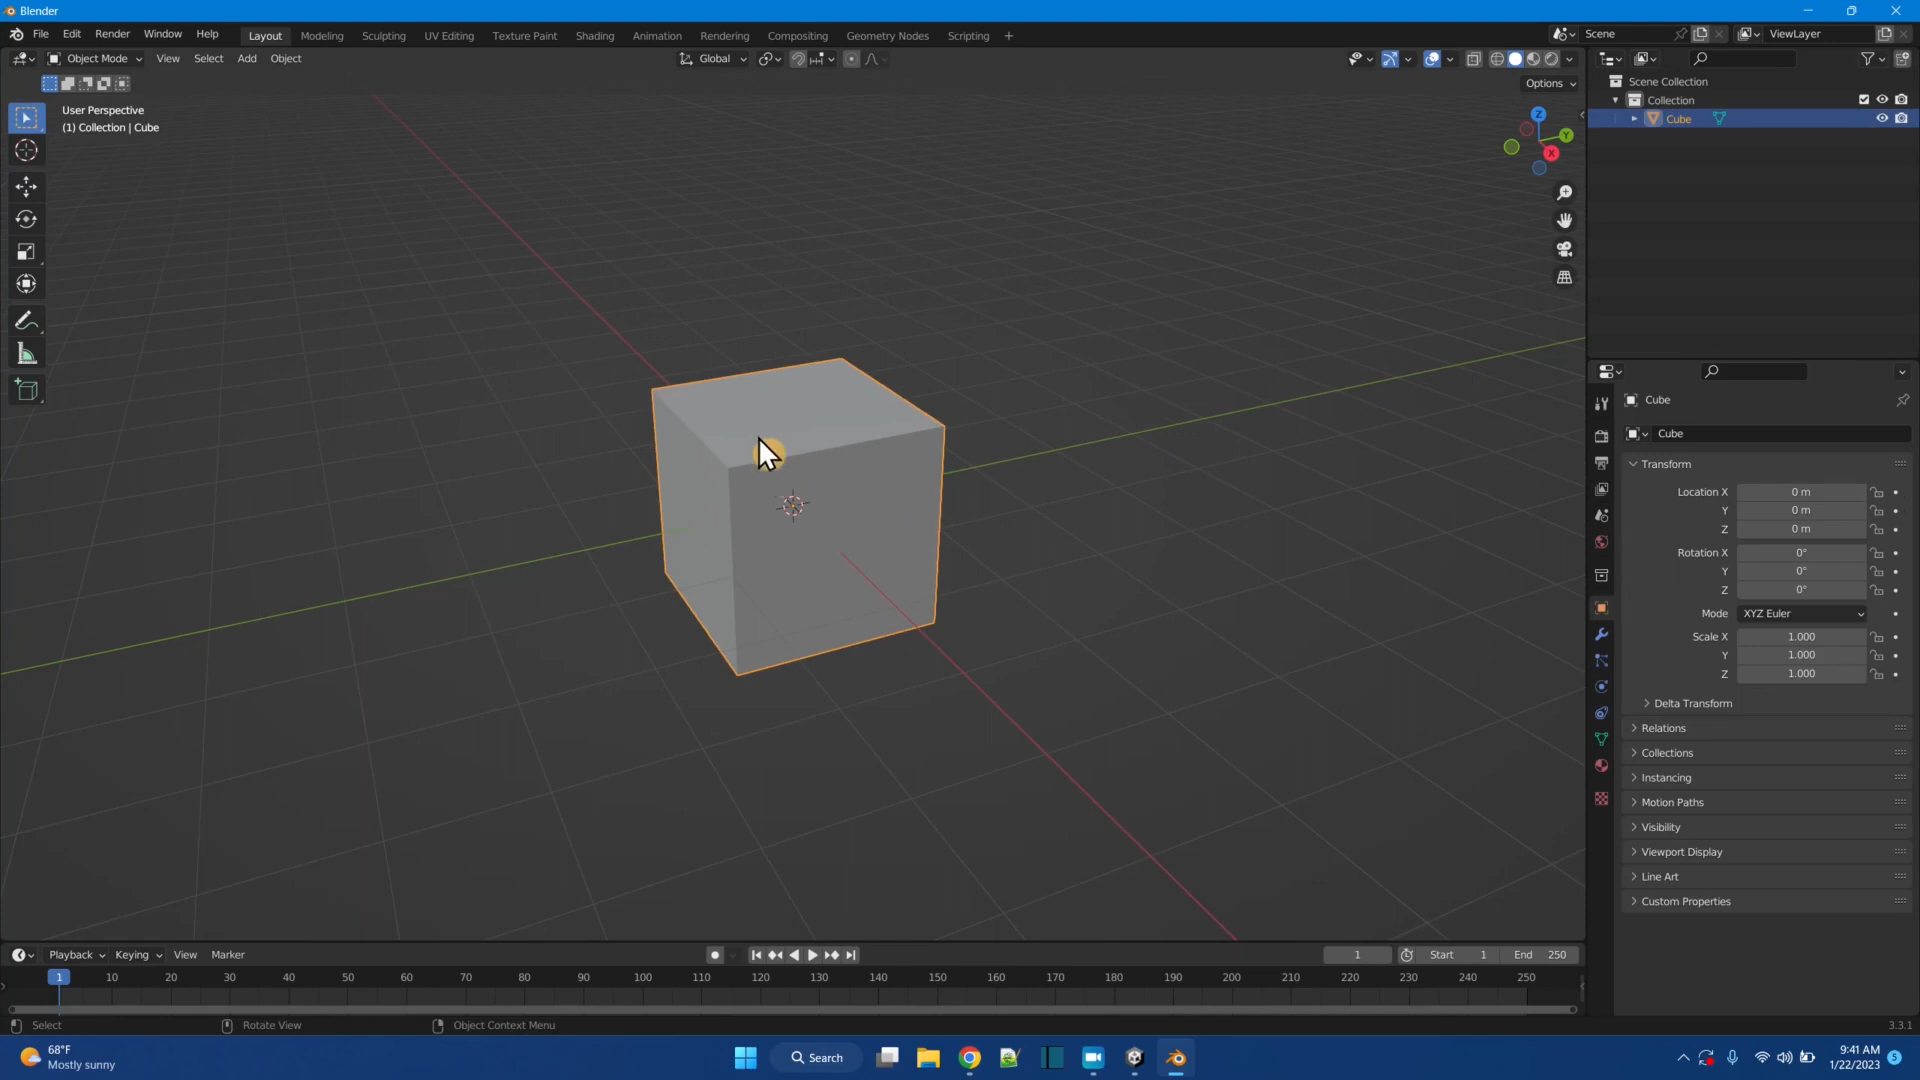 Blender
File Edit Render Window Help Layout Modeling Sculpting UV Editing Texture Paint Shading Animation Rendering Compositing Geometry Nodes Scripting + Scene ViewLayer
Object Mode View Select Add Object Global
Options
User Perspective
(1) Collection | Cube
Z
Y
X
Scene Collection
Collection
Cube
Cube
Cube
Transform
Location X 0 m
Y 0 m
Z 0 m
Rotation X 0°
Y 0°
Z 0°
Mode XYZ Euler
Scale X 1.000
Y 1.000
Z 1.000
Delta Transform
Relations
Collections
Instancing
Motion Paths
Visibility
Viewport Display
Line Art
Custom Properties
Playback Keying View Marker 1 Start 1 End 250
1 10 20 30 40 50 60 70 80 90 100 110 120 130 140 150 160 170 180 190 200 210 220 230 240 250
Select Rotate View Object Context Menu 3.3.1
68°F
Mostly sunny
Search
9:41 AM
1/22/2023
5